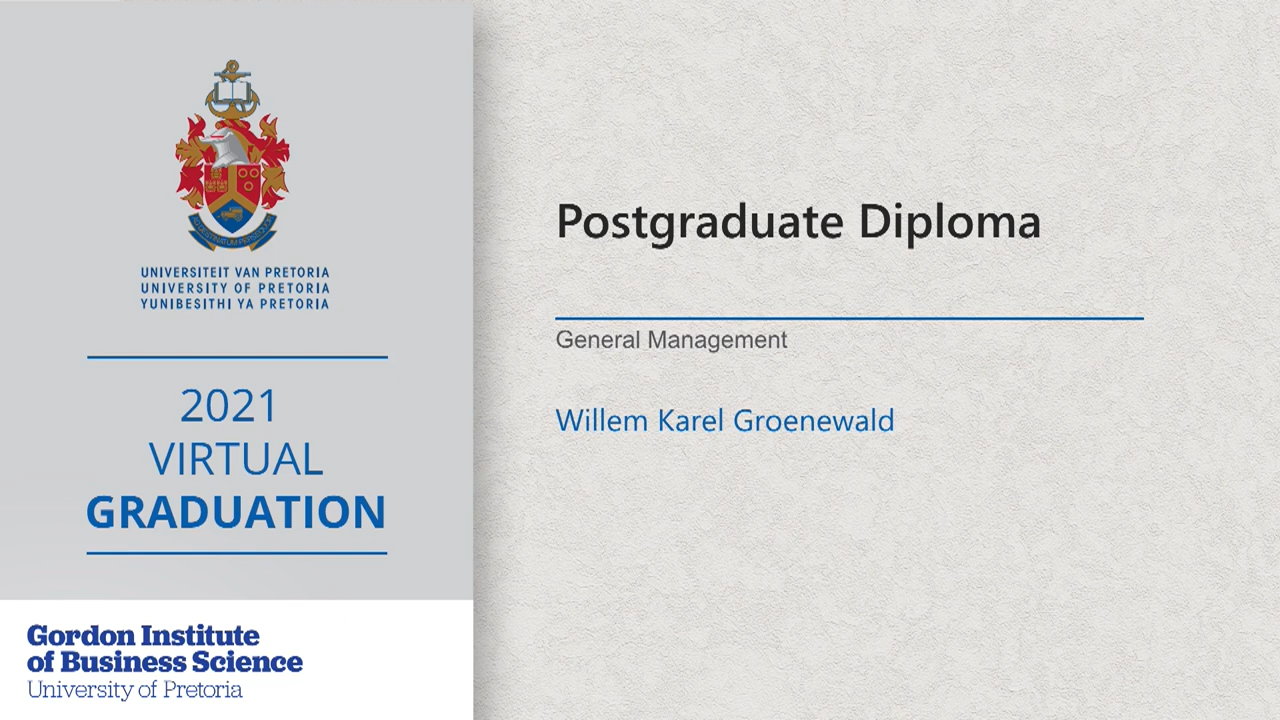 UNIVERSITEIT VAN PRETORIA
UNIVERSITY OF PRETORIA
YUNIBESITHI YA PRETORIA
2021
VIRTUAL
GRADUATION
Gordon Institute
of Business Science
University of Pretoria
Postgraduate Diploma
General Management
Willem Karel Groenewald